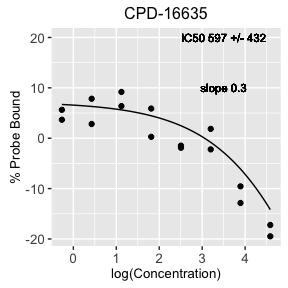 CPD-16635
IC50 597 +/- 432
slope 0.3
% Probe Bound
20
10
0
-10
-20
0 1 2 3 4
log(Concentration)